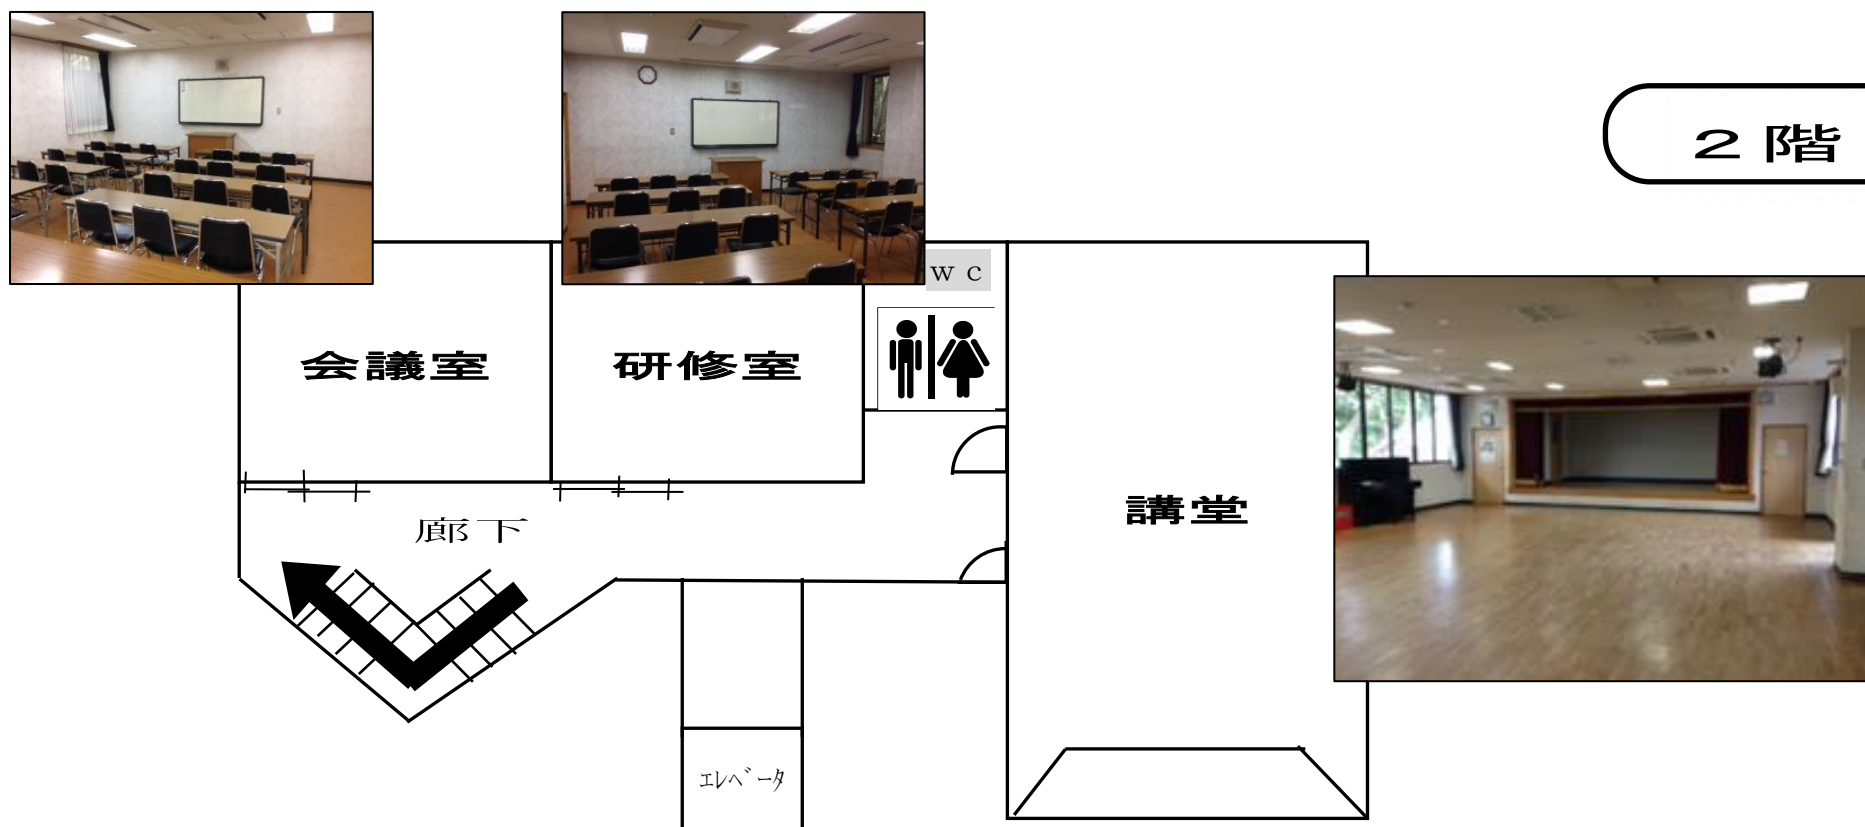 ２階
ｗｃ
会議室
研修室
講堂
廊下
ｴﾚﾍﾞｰﾀ